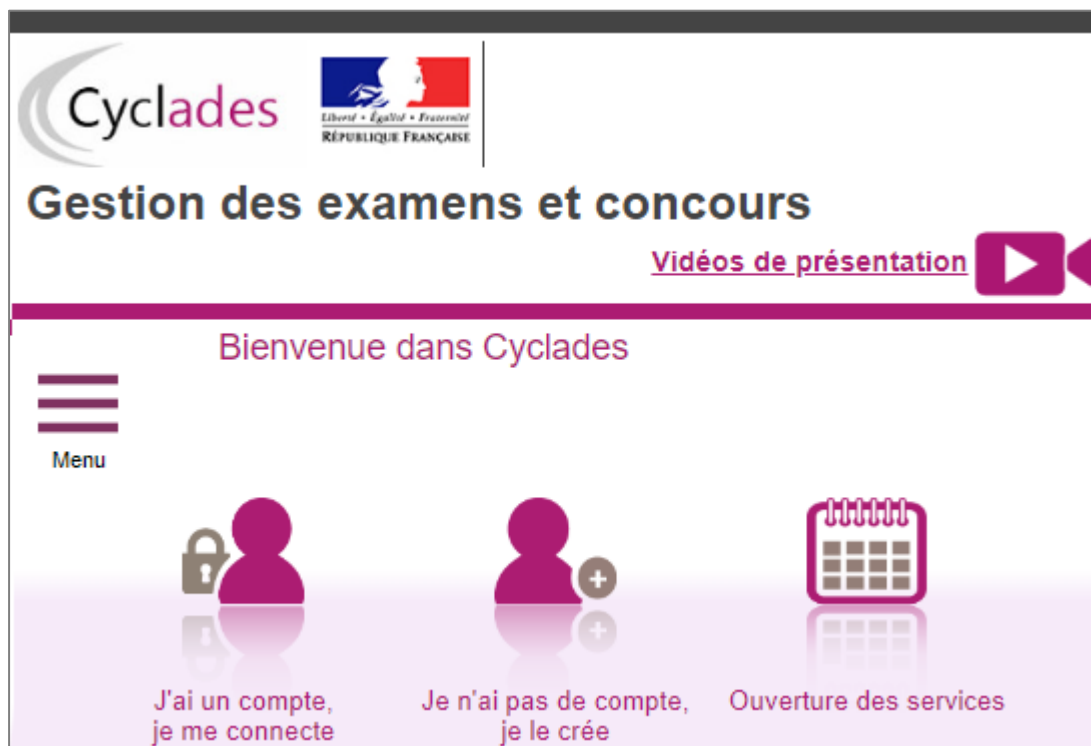 Cyclades
Liberté • Égalité • Fraternité
RÉPUBLIQUE FRANÇAISE
Gestion des examens et concours
Vidéos de présentation
Bienvenue dans Cyclades
Menu
J'ai un compte,
je me connecte
Je n'ai pas de compte,
je le crée
Ouverture des services